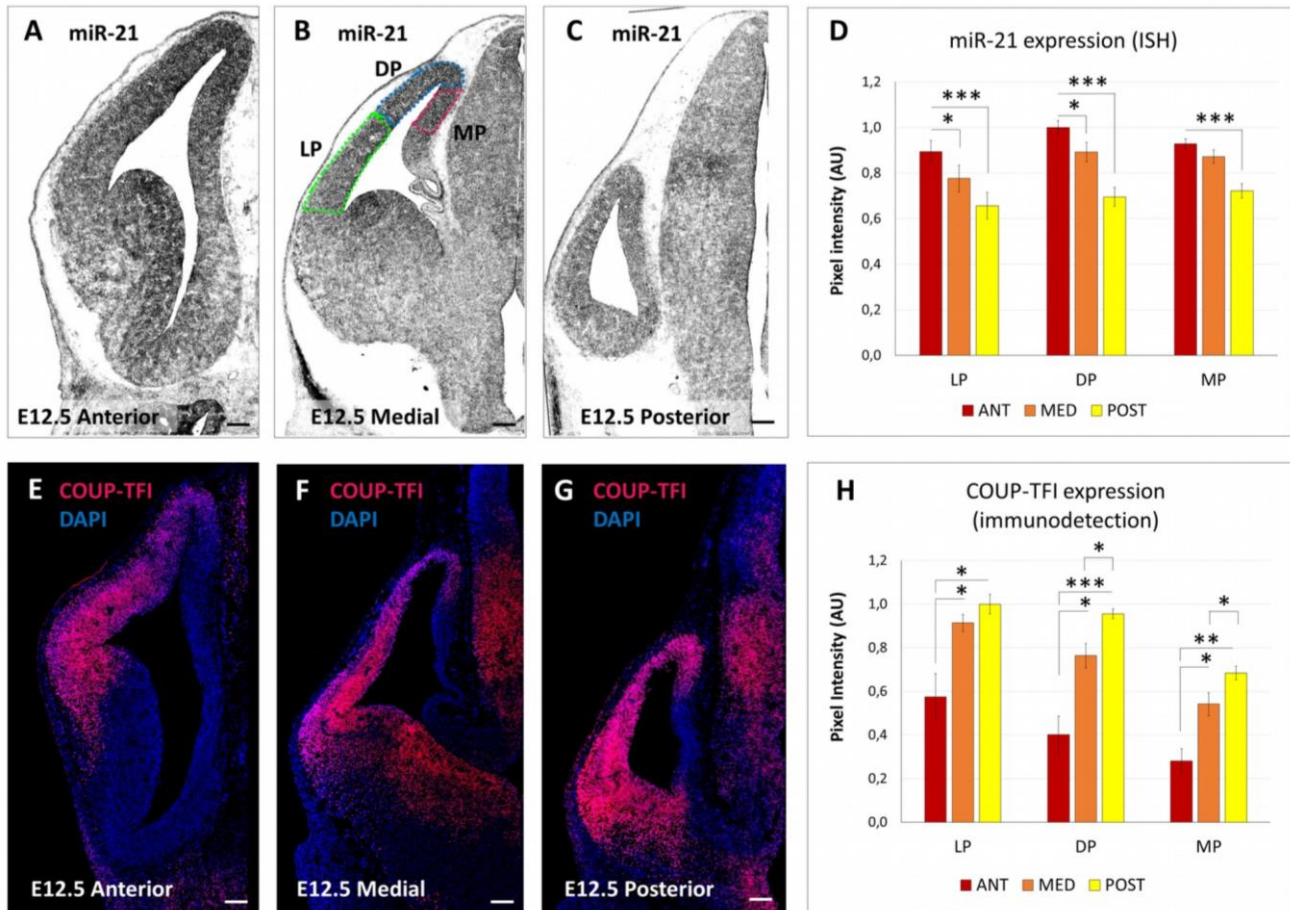 A
miR-21
E12.5 Anterior
B
miR-21
DP
LP
MP
E12.5 Medial
C
miR-21
E12.5 Posterior
D
miR-21 expression (ISH)
Pixel intensity (AU)
1,2
1,0
0,8
0,6
0,4
0,2
0,0
***
*
***
*
***
LP DP MP
ANT MED POST
E
COUP-TFI
DAPI
E12.5 Anterior
F
COUP-TFI
DAPI
E12.5 Medial
G
COUP-TFI
DAPI
E12.5 Posterior
H
COUP-TFI expression
(immunodetection)
Pixel Intensity (AU)
1,2
1,0
0,8
0,6
0,4
0,2
0,0
*
*
*
***
*
*
**
*
LP DP MP
ANT MED POST